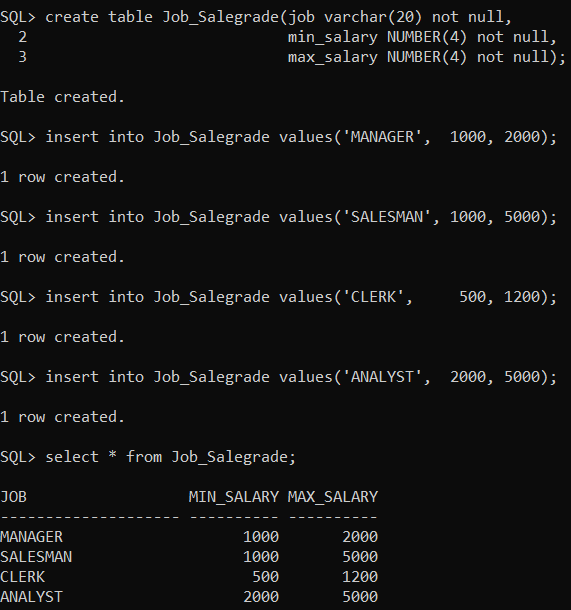 SQL> create table Job_Salegrade(job varchar(20) not null,
  2                             min_salary NUMBER(4) not null,
  3                             max_salary NUMBER(4) not null);
Table created.
SQL> insert into Job_Salegrade values('MANAGER',  1000, 2000);
1 row created.
SQL> insert into Job_Salegrade values('SALESMAN', 1000, 5000);
1 row created.
SQL> insert into Job_Salegrade values('CLERK',     500, 1200);
1 row created.
SQL> insert into Job_Salegrade values('ANALYST',  2000, 5000);
1 row created.
SQL> select * from Job_Salegrade;
JOB                  MIN_SALARY MAX_SALARY
-------------------- ---------- ----------
MANAGER                    1000       2000
SALESMAN                   1000       5000
CLERK                       500       1200
ANALYST                    2000       5000